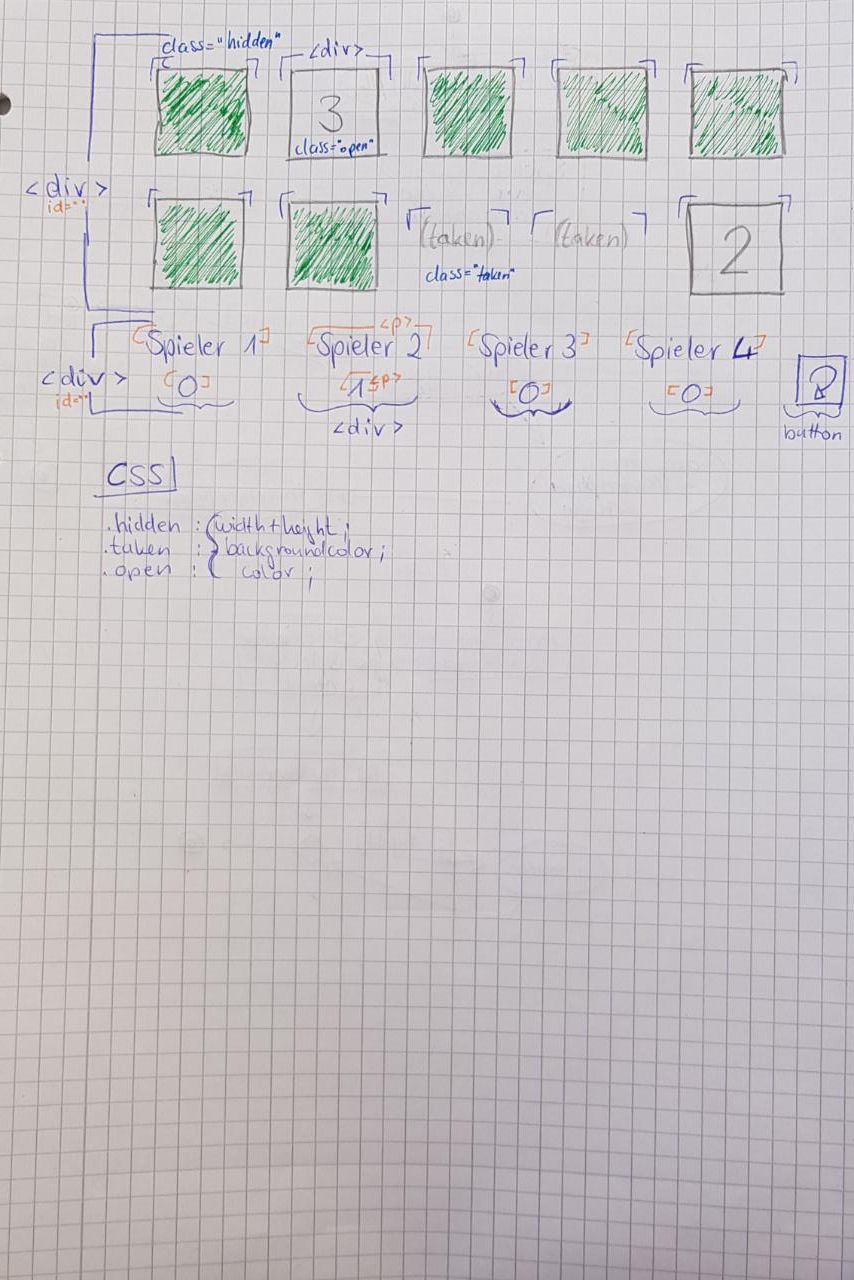 class="hidden"
<div>
3
class="open"
<div>
id=""
(taken)
(taken)
class="taken"
2
<p>
Spieler 1
Spieler 2
Spieler 3
Spieler 4
<div>
id=""
0
1
<p>
0
0
<div>
button
CSS
.hidden : width+height;
.taken : backgroundcolor;
.open : color;